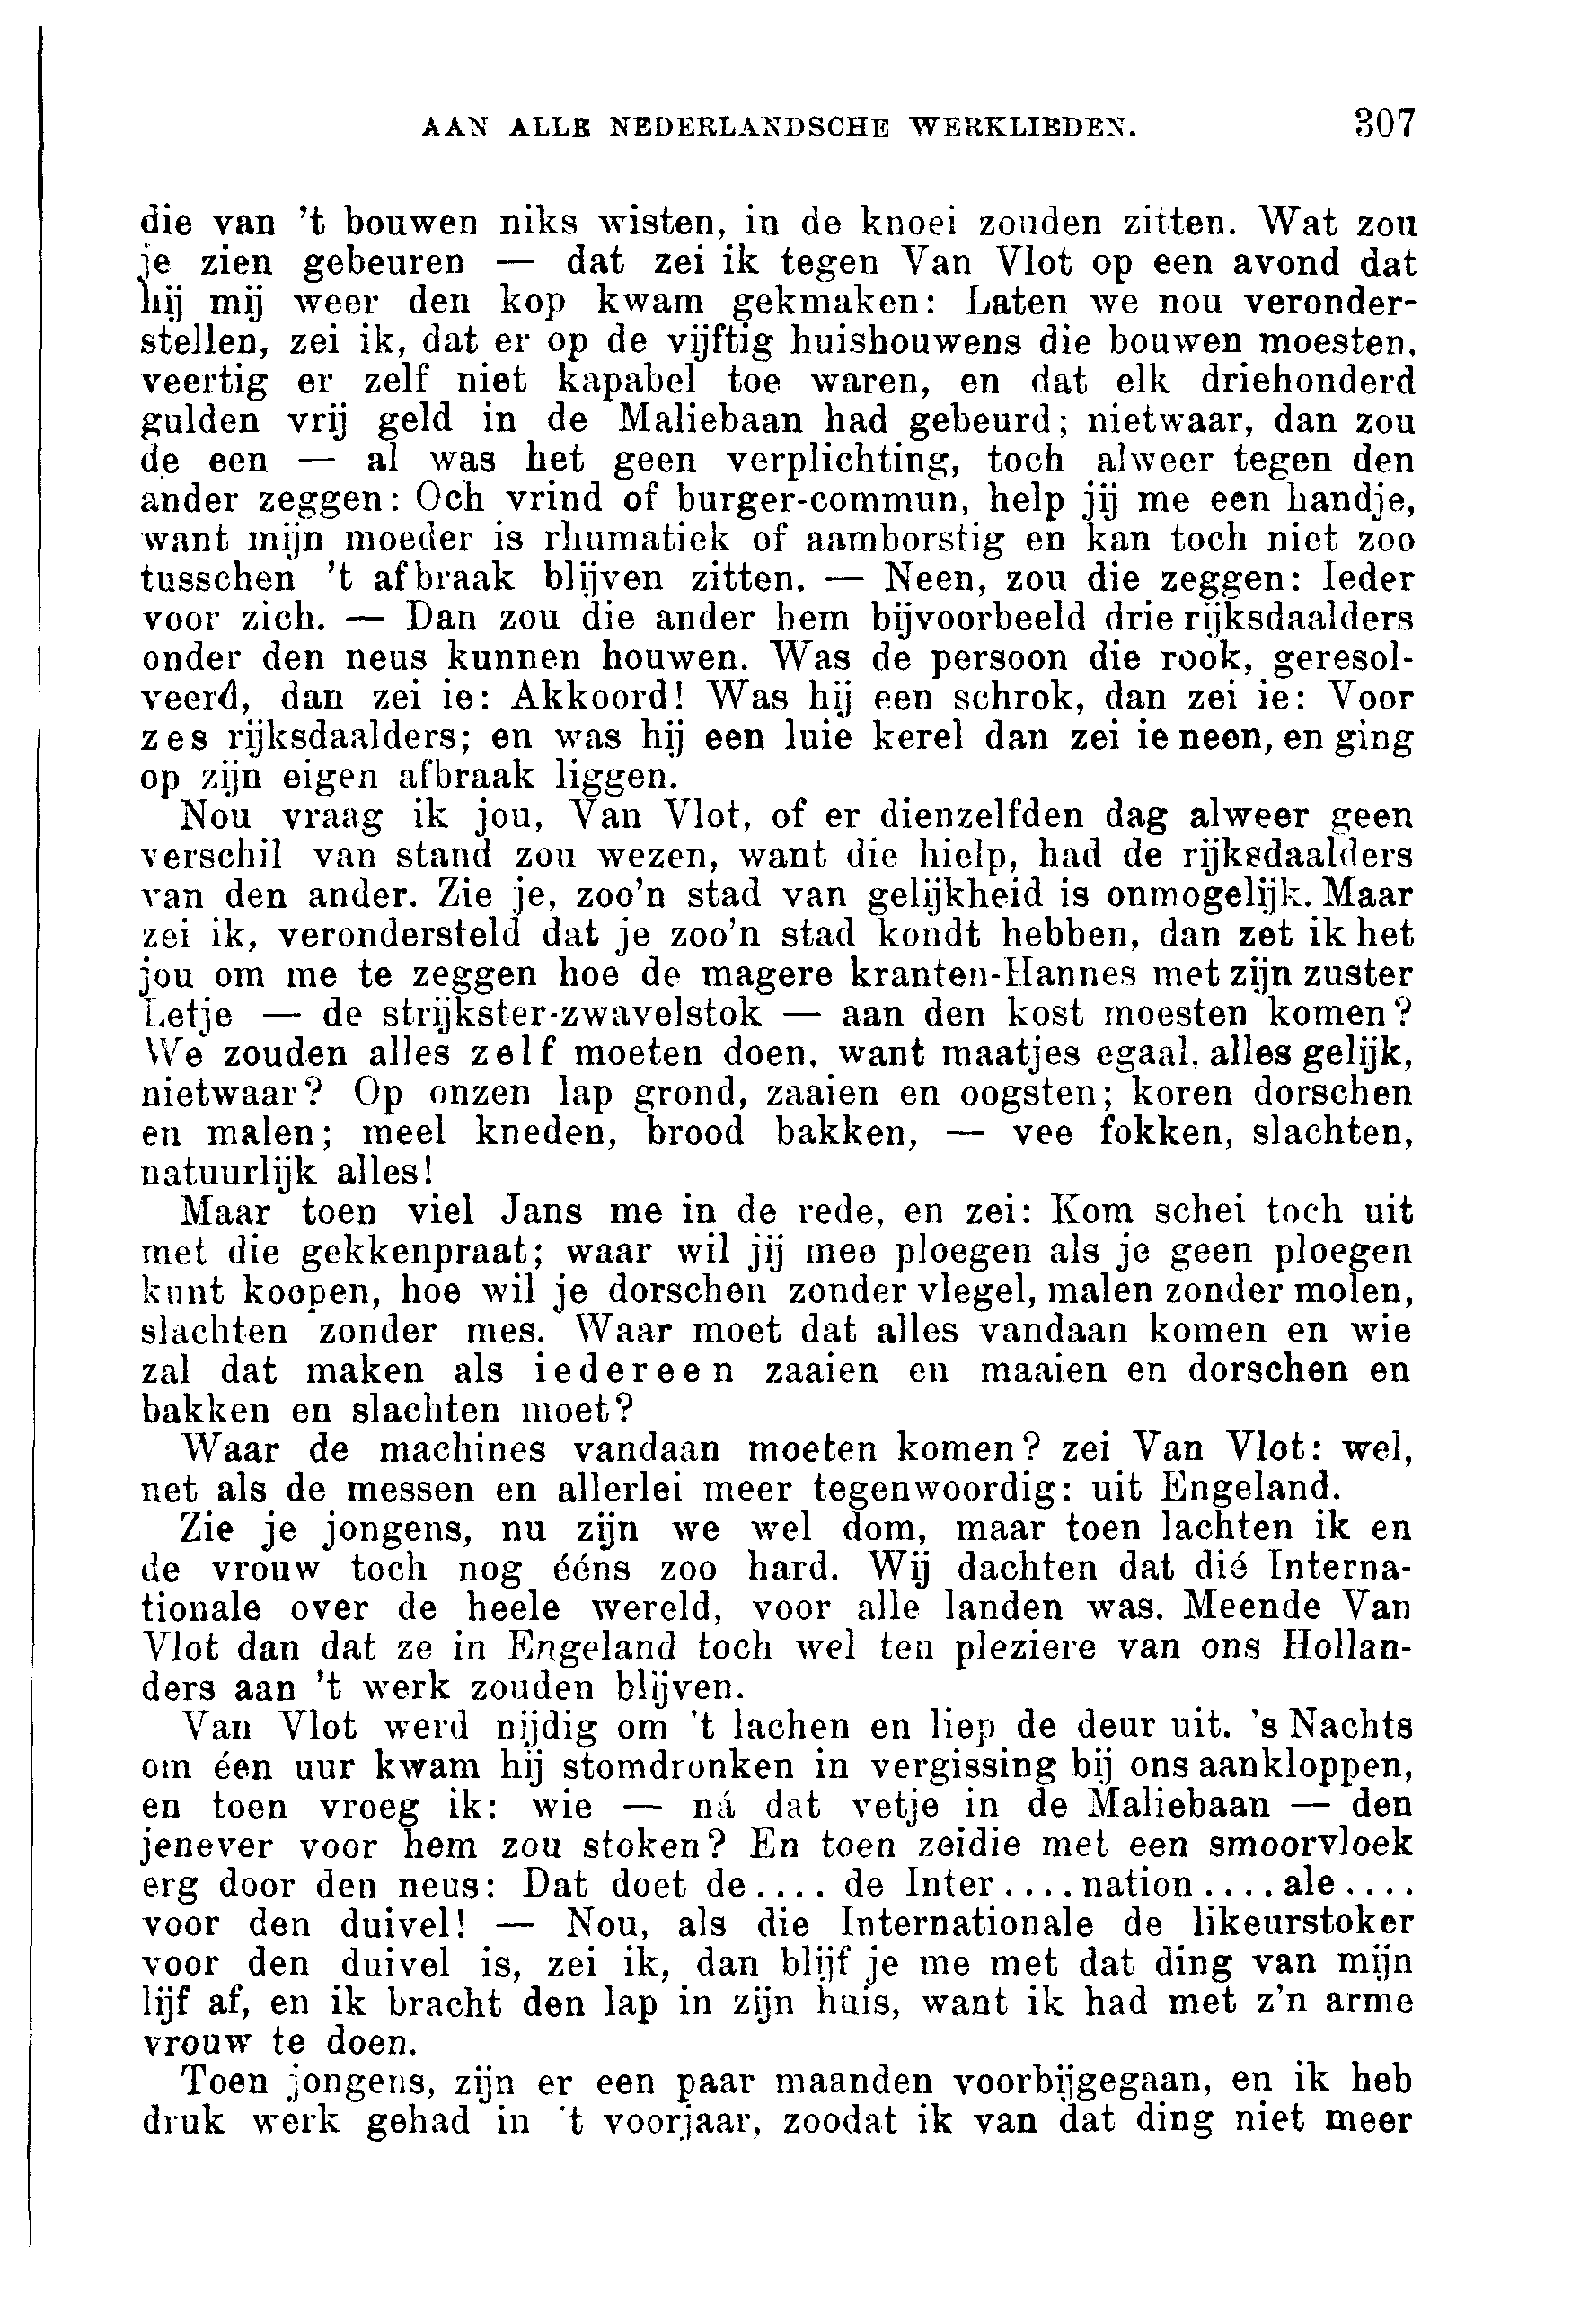 AAN ALLE NEDERLANDSCHE WERKLIEDEN. 307
die van 't bouwen niks wisten, in de knoei zouden zitten. Wat zou
je zien gebeuren — dat zei ik tegen Van Vlot op een avond dat
hij mij weer den kop kwam gekmaken: Laten we nou veronder-
stellen, zei ik, dat er op de vijftig huishouwens die bouwen moesten,
veertig er zelf niet kapabel toe waren, en dat elk driehonderd
gulden vrij geld in de Maliebaan had gebeurd; nietwaar, dan zou
de een — al was het geen verplichting, toch alweer tegen den
ander zeggen: Och vrind of burger-commun, help jij me een handje,
want mijn moeder is rhumatiek of aamborstig en kan toch niet zoo
tusschen 't afbraak blijven zitten. — Neen, zou die zeggen: Ieder
voor zich. — Dan zou die ander hem bijvoorbeeld drie rijksdaalders
onder den neus kunnen houwen. Was de persoon die rook, geresol-
veerd, dan zei ie: Akkoord! Was hij een schrok, dan zei ie: Voor
zes rijksdaalders; en was hij een luie kerel dan zei ie neen, en ging
op zijn eigen afbraak liggen.
Nou vraag ik jou, Van Vlot, of er dienzelfden dag alweer geen
verschil van stand zou wezen, want die hielp, had de rijksdaalders
van den ander. Zie je, zoo'n stad van gelijkheid is onmogelijk. Maar
zei ik, verondersteld dat je zoo'n stad kondt hebben, dan zet ik het
jou om me te zeggen hoe de magere kranten-Hannes met zijn zuster
Letje — de strijkster-zwavelstok — aan den kost moesten komen?
We zouden alles zelf moeten doen, want maatjes egaal, alles gelijk,
nietwaar? Op onzen lap grond, zaaien en oogsten; koren dorschen
en malen; meel kneden, brood bakken, — vee fokken, slachten,
natuurlijk alles!
Maar toen viel Jans me in de rede, en zei: Kom schei toch uit
met die gekkenpraat; waar wil jij mee ploegen als je geen ploegen
kunt koopen, hoe wil je dorschen zonder vlegel, malen zonder molen,
slachten zonder mes. Waar moet dat alles vandaan komen en wie
zal dat maken als iedereen zaaien en maaien en dorschen en
bakken en slachten moet?
Waar de machines vandaan moeten komen? zei Van Vlot: wel,
net als de messen en allerlei meer tegenwoordig: uit Engeland.
Zie je jongens, nu zijn we wel dom, maar toen lachten ik en
de vrouw toch nog ééns zoo hard. Wij dachten dat dié Interna-
tionale over de heele wereld, voor alle landen was. Meende Van
Vlot dan dat ze in Engeland toch wel ten pleziere van ons Hollan-
ders aan 't werk zouden blijven.
Van Vlot werd nijdig om 't lachen en liep de deur uit. 's Nachts
om éen uur kwam hij stomdronken in vergissing bij ons aankloppen,
en toen vroeg ik: wie — ná dat vetje in de Maliebaan — den
jenever voor hem zou stoken? En toen zeidie met een smoorvloek
erg door den neus: Dat doet de.... de Inter....nation....ale....
voor den duivel! — Nou, als die Internationale de likeurstoker
voor den duivel is, zei ik, dan blijf je me met dat ding van mijn
lijf af, en ik bracht den lap in zijn huis, want ik had met z'n arme
vrouw te doen.
Toen jongens, zijn er een paar maanden voorbijgegaan, en ik heb
druk werk gehad in 't voorjaar, zoodat ik van dat ding niet meer